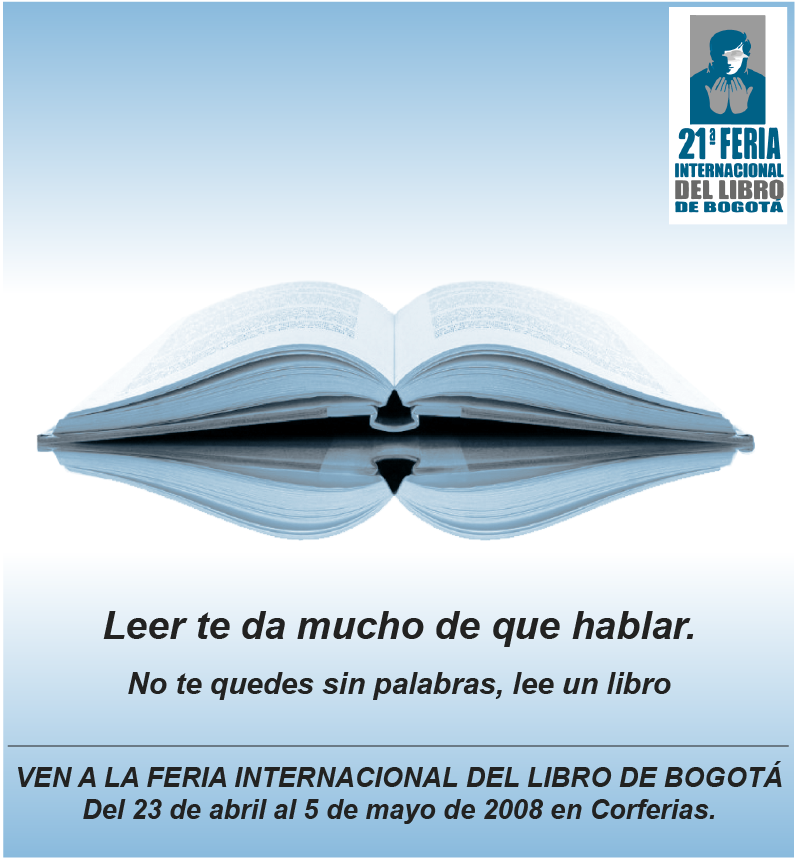 21ª FERIA
INTERNACIONAL
DEL LIBRO
DE BOGOTÁ
Leer te da mucho de que hablar.
No te quedes sin palabras, lee un libro
VEN A LA FERIA INTERNACIONAL DEL LIBRO DE BOGOTÁ
Del 23 de abril al 5 de mayo de 2008 en Corferias.